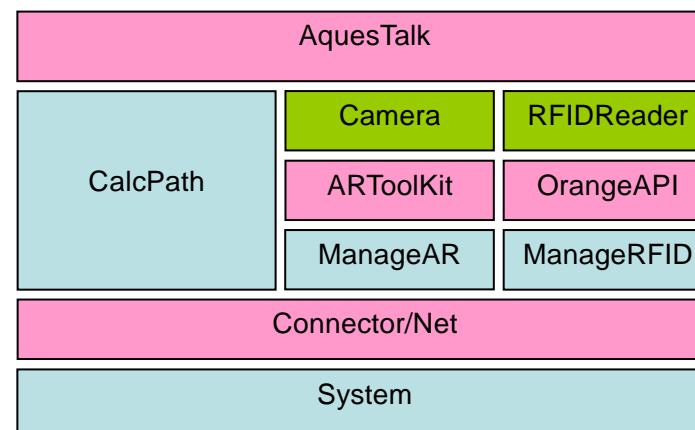 AquesTalk
CalcPath
Camera
RFIDReader
ARToolKit
OrangeAPI
ManageAR
ManageRFID
Connector/Net
System